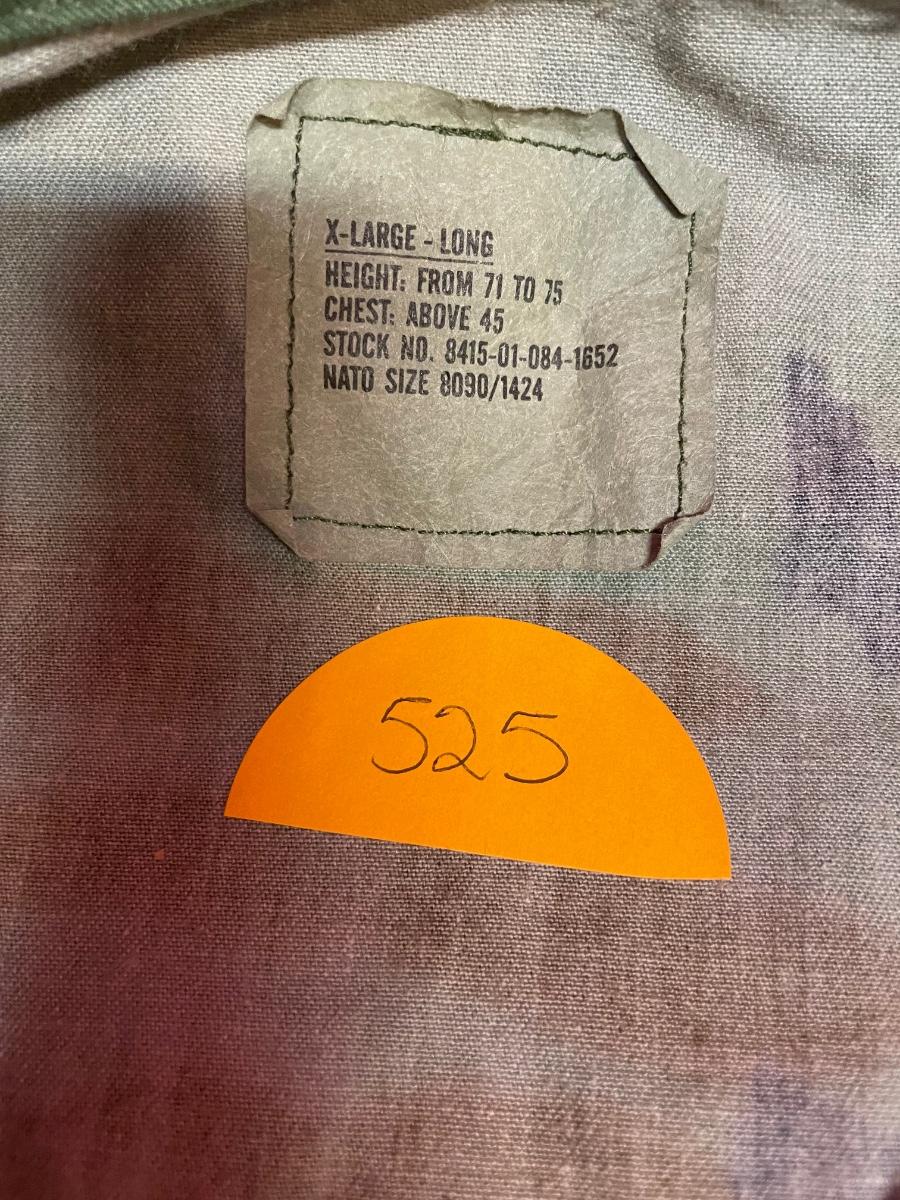 X-LARGE - LONG
HEIGHT: FROM 71 TO 75
CHEST: ABOVE 45
STOCK NO. 8415-01-084-1652
NATO SIZE 8090/1424
525